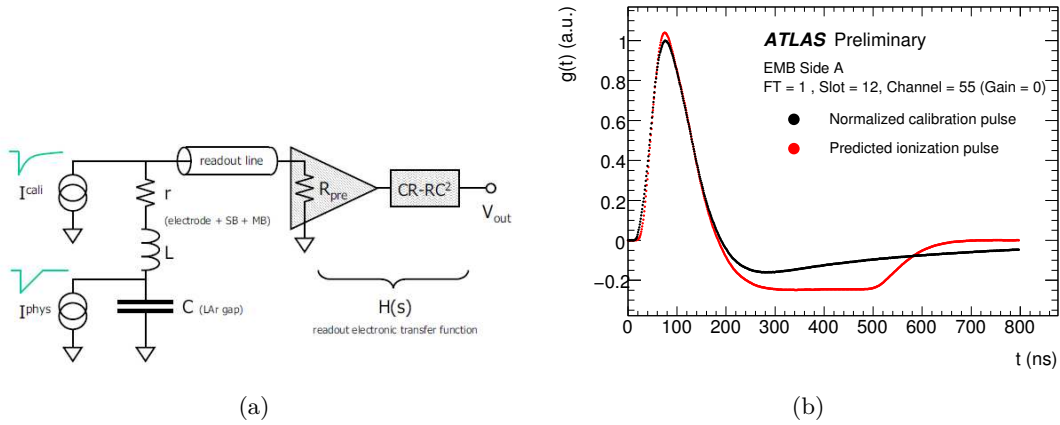 I^cali
r
(electrode + SB + MB)
L
I^phys
C (LAr gap)
readout line
R_pre
CR-RC²
V_out
H(s)
readout electronic transfer function
(a)
g(t) (a.u.)
1
0.8
0.6
0.4
0.2
0
−0.2
0 100 200 300 400 500 600 700 800
t (ns)
ATLAS Preliminary
EMB Side A
FT = 1 , Slot = 12, Channel = 55 (Gain = 0)
Normalized calibration pulse
Predicted ionization pulse
(b)